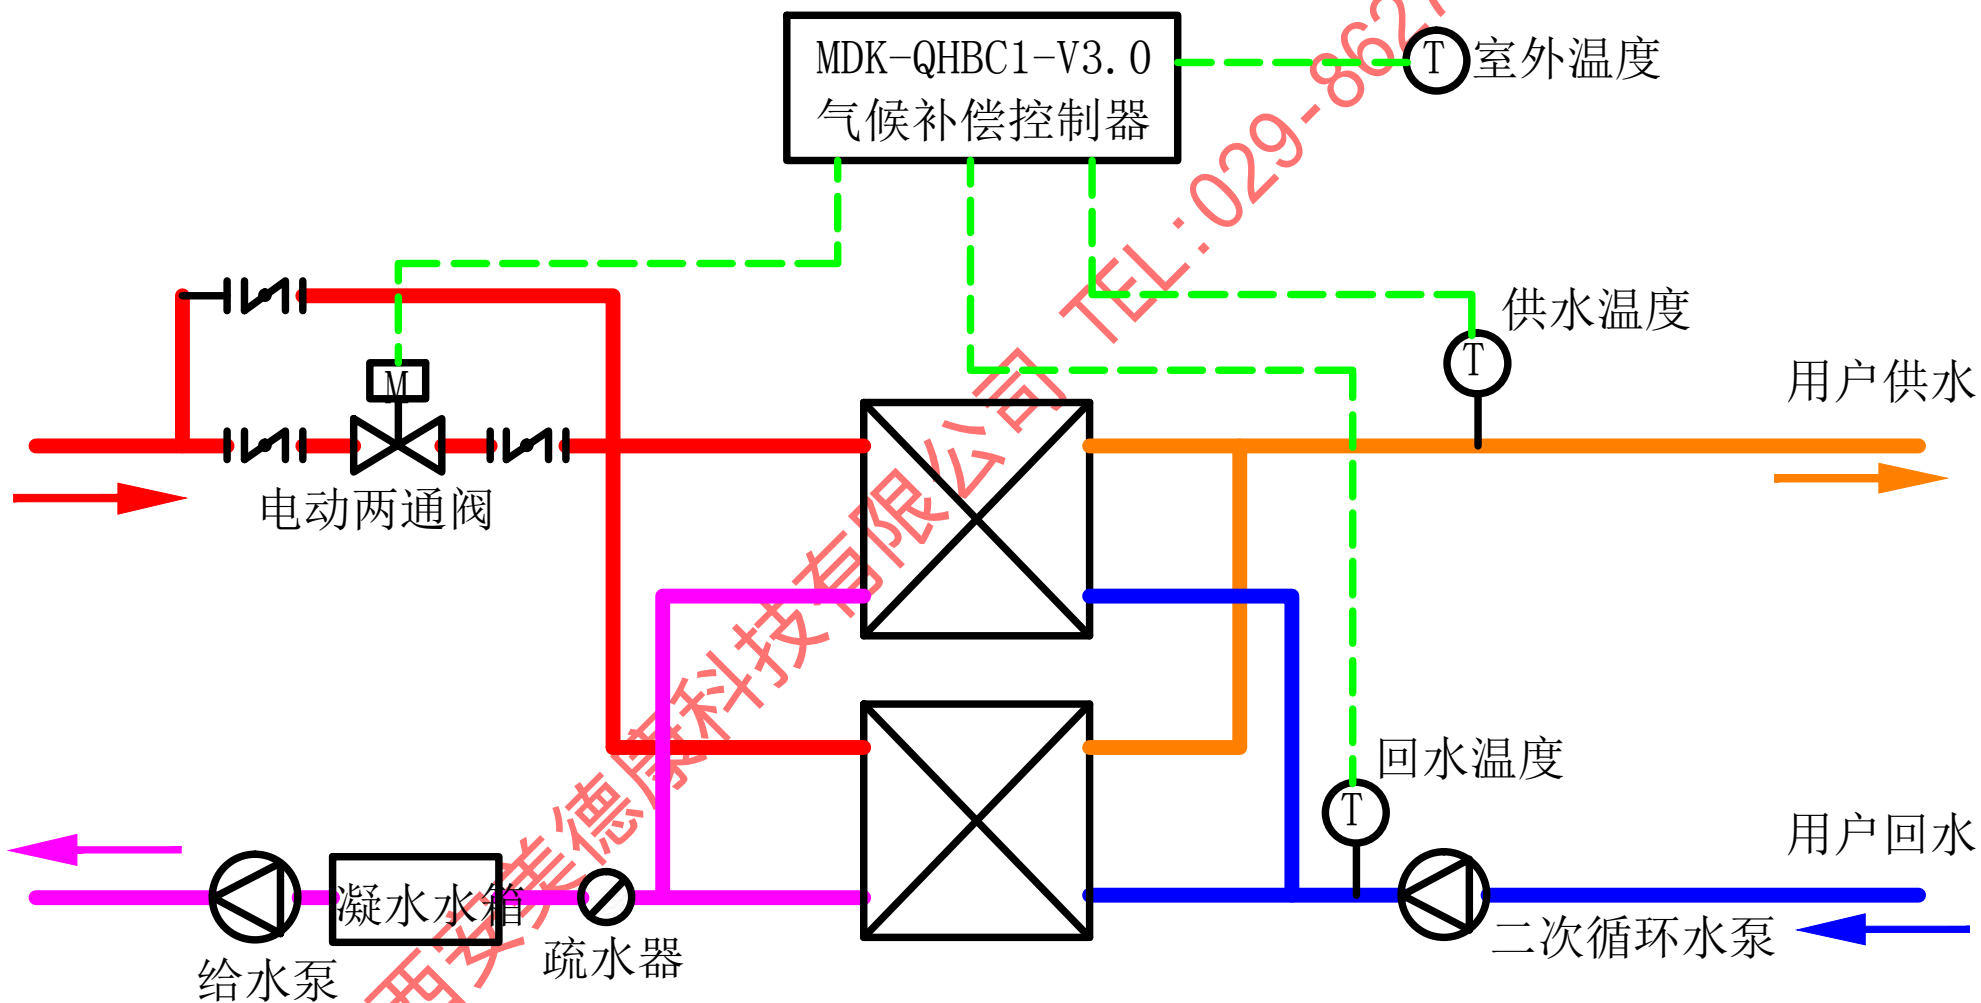 MDK-QHBC1-V3.0
气候补偿控制器
T
室外温度
供水温度
T
用户供水
M
电动两通阀
回水温度
T
用户回水
凝水水箱
二次循环水泵
疏水器
给水泵
西安美德康科技有限公司 TEL:029-862